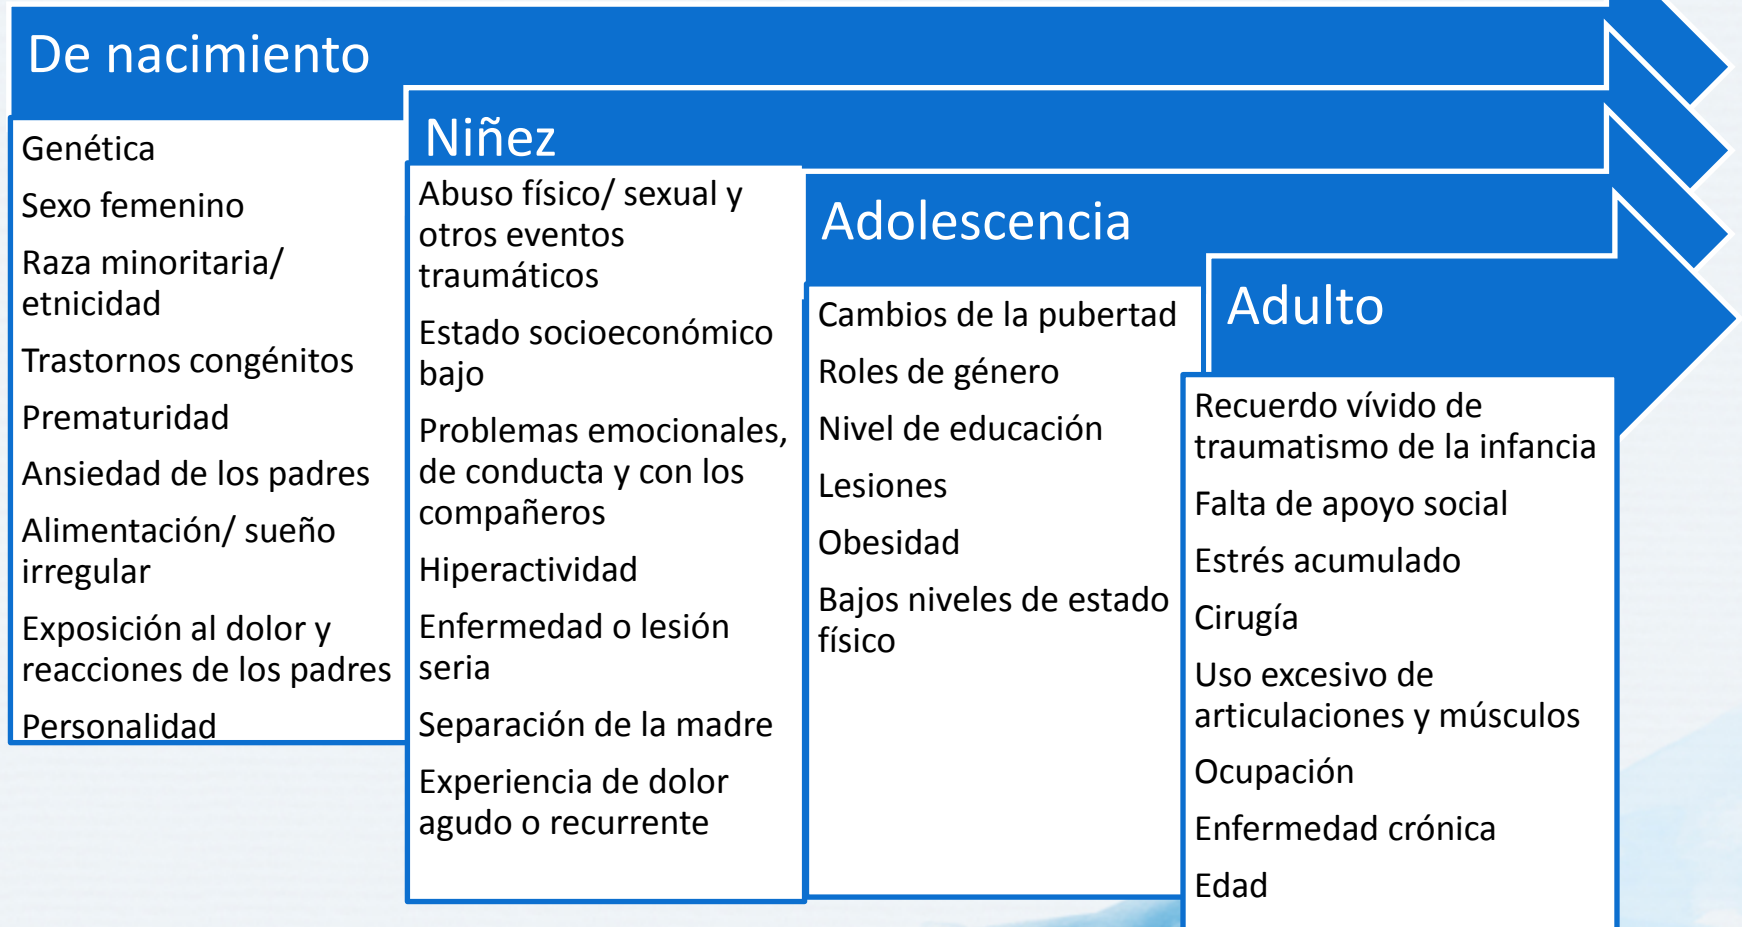 De nacimiento
Genética
Sexo femenino
Raza minoritaria/
etnicidad
Trastornos congénitos
Prematuridad
Ansiedad de los padres
Alimentación/ sueño
irregular
Exposición al dolor y
reacciones de los padres
Personalidad
Niñez
Abuso físico/ sexual y
otros eventos
traumáticos
Estado socioeconómico
bajo
Problemas emocionales,
de conducta y con los
compañeros
Hiperactividad
Enfermedad o lesión
seria
Separación de la madre
Experiencia de dolor
agudo o recurrente
Adolescencia
Cambios de la pubertad
Roles de género
Nivel de educación
Lesiones
Obesidad
Bajos niveles de estado
físico
Adulto
Recuerdo vívido de
traumatismo de la infancia
Falta de apoyo social
Estrés acumulado
Cirugía
Uso excesivo de
articulaciones y músculos
Ocupación
Enfermedad crónica
Edad